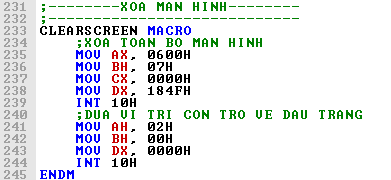 231 ;---------XOA MAN HINH---------
232 ;------------------------------
233 CLEARSCREEN MACRO
234 ;XOA TOAN BO MAN HINH
235 MOV AX, 0600H
236 MOV BH, 07H
237 MOV CX, 0000H
238 MOV DX, 184FH
239 INT 10H
240 ;DUA VI TRI CON TRO VE DAU TRANG
241 MOV AH, 02H
242 MOV BH, 00H
243 MOV DX, 0000H
244 INT 10H
245 ENDM